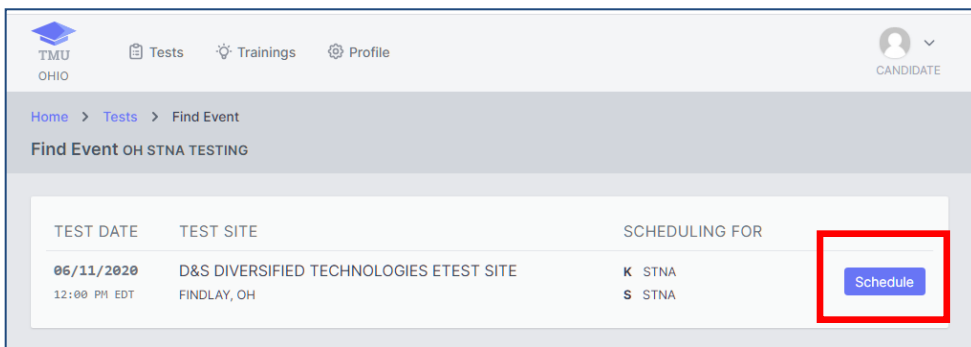 TMU
OHIO
Tests
Trainings
Profile
CANDIDATE
Home > Tests > Find Event
Find Event OH STNA TESTING
TEST DATE TEST SITE SCHEDULING FOR
06/11/2020 D&S DIVERSIFIED TECHNOLOGIES ETEST SITE K STNA
12:00 PM EDT FINDLAY, OH S STNA
Schedule